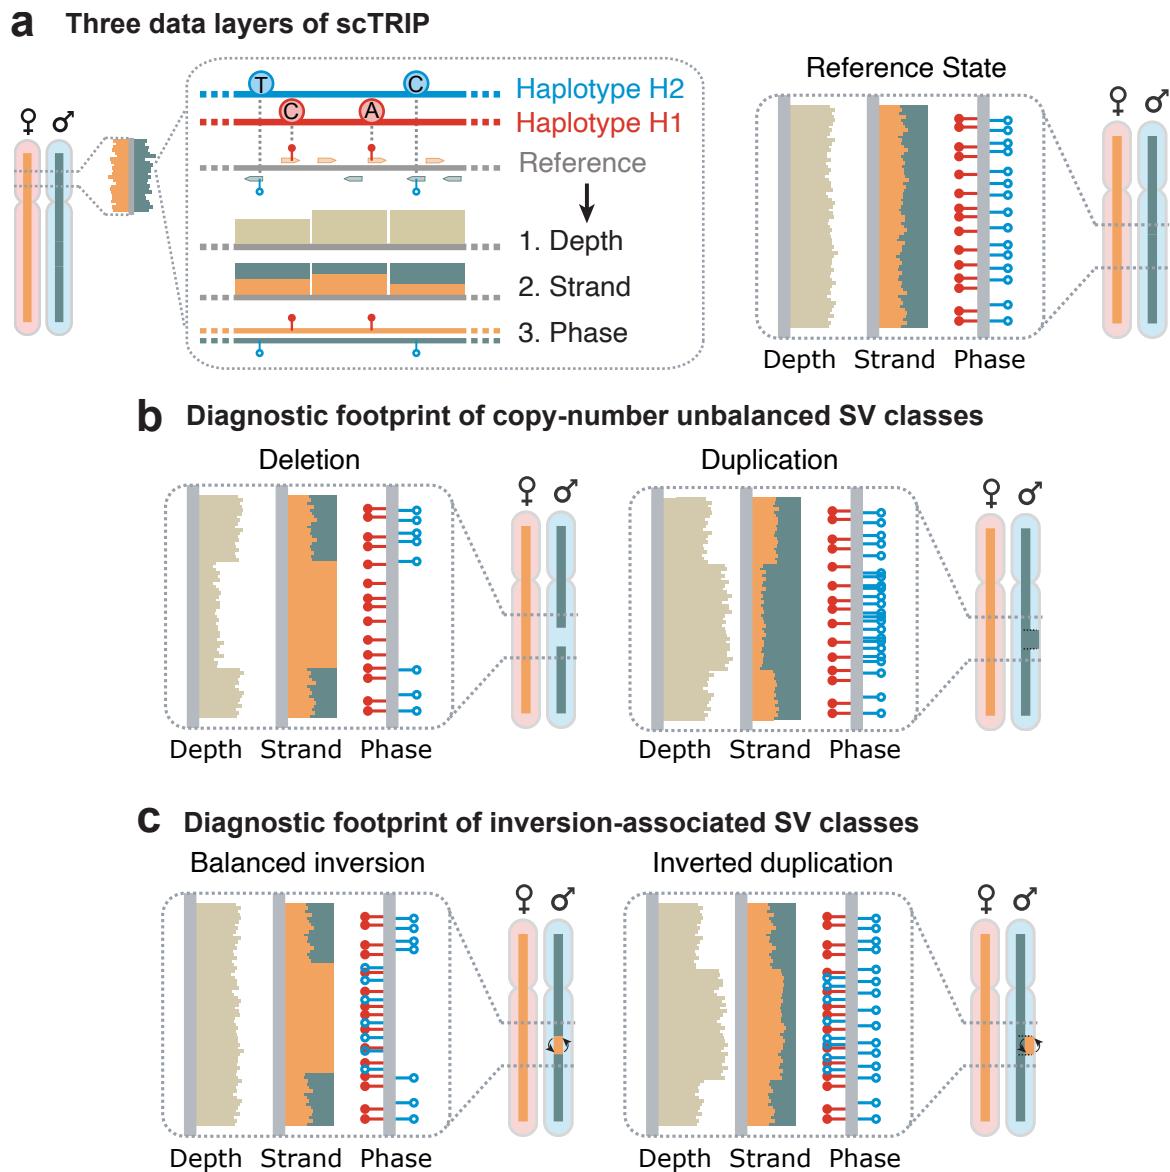 a Three data layers of scTRIP
♀ ♂
T C
C A
Haplotype H2
Haplotype H1
Reference
1. Depth
2. Strand
3. Phase
Reference State
♀ ♂
Depth Strand Phase
b Diagnostic footprint of copy-number unbalanced SV classes
Deletion
♀ ♂
Depth Strand Phase
Duplication
♀ ♂
Depth Strand Phase
c Diagnostic footprint of inversion-associated SV classes
Balanced inversion
♀ ♂
Depth Strand Phase
Inverted duplication
♀ ♂
Depth Strand Phase